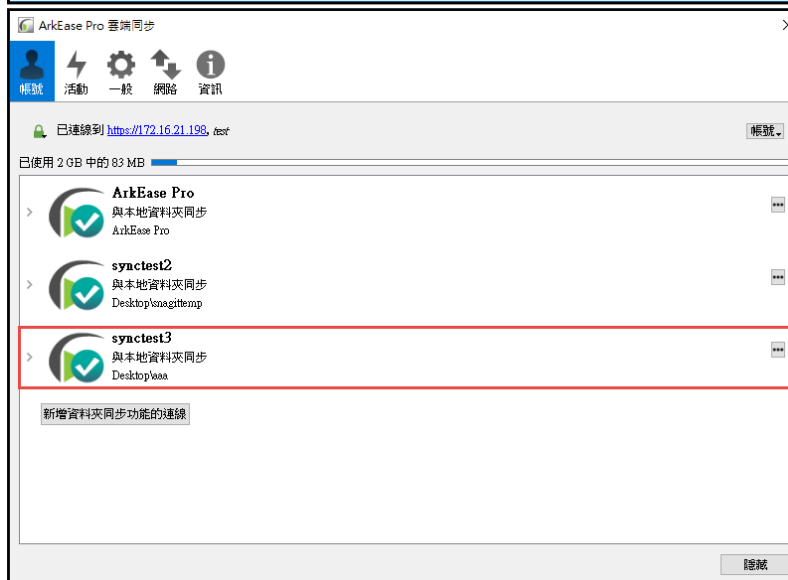 ArkEase Pro 雲端同步
帳號 活動 一般 網路 資訊
已連線到 https://172.16.21.198, test
帳號
已使用 2 GB 中的 83 MB
ArkEase Pro
與本地資料夾同步
ArkEase Pro
synctest2
與本地資料夾同步
Desktop\snagittemp
synctest3
與本地資料夾同步
Desktop\aaa
新增資料夾同步功能的連線
隱藏